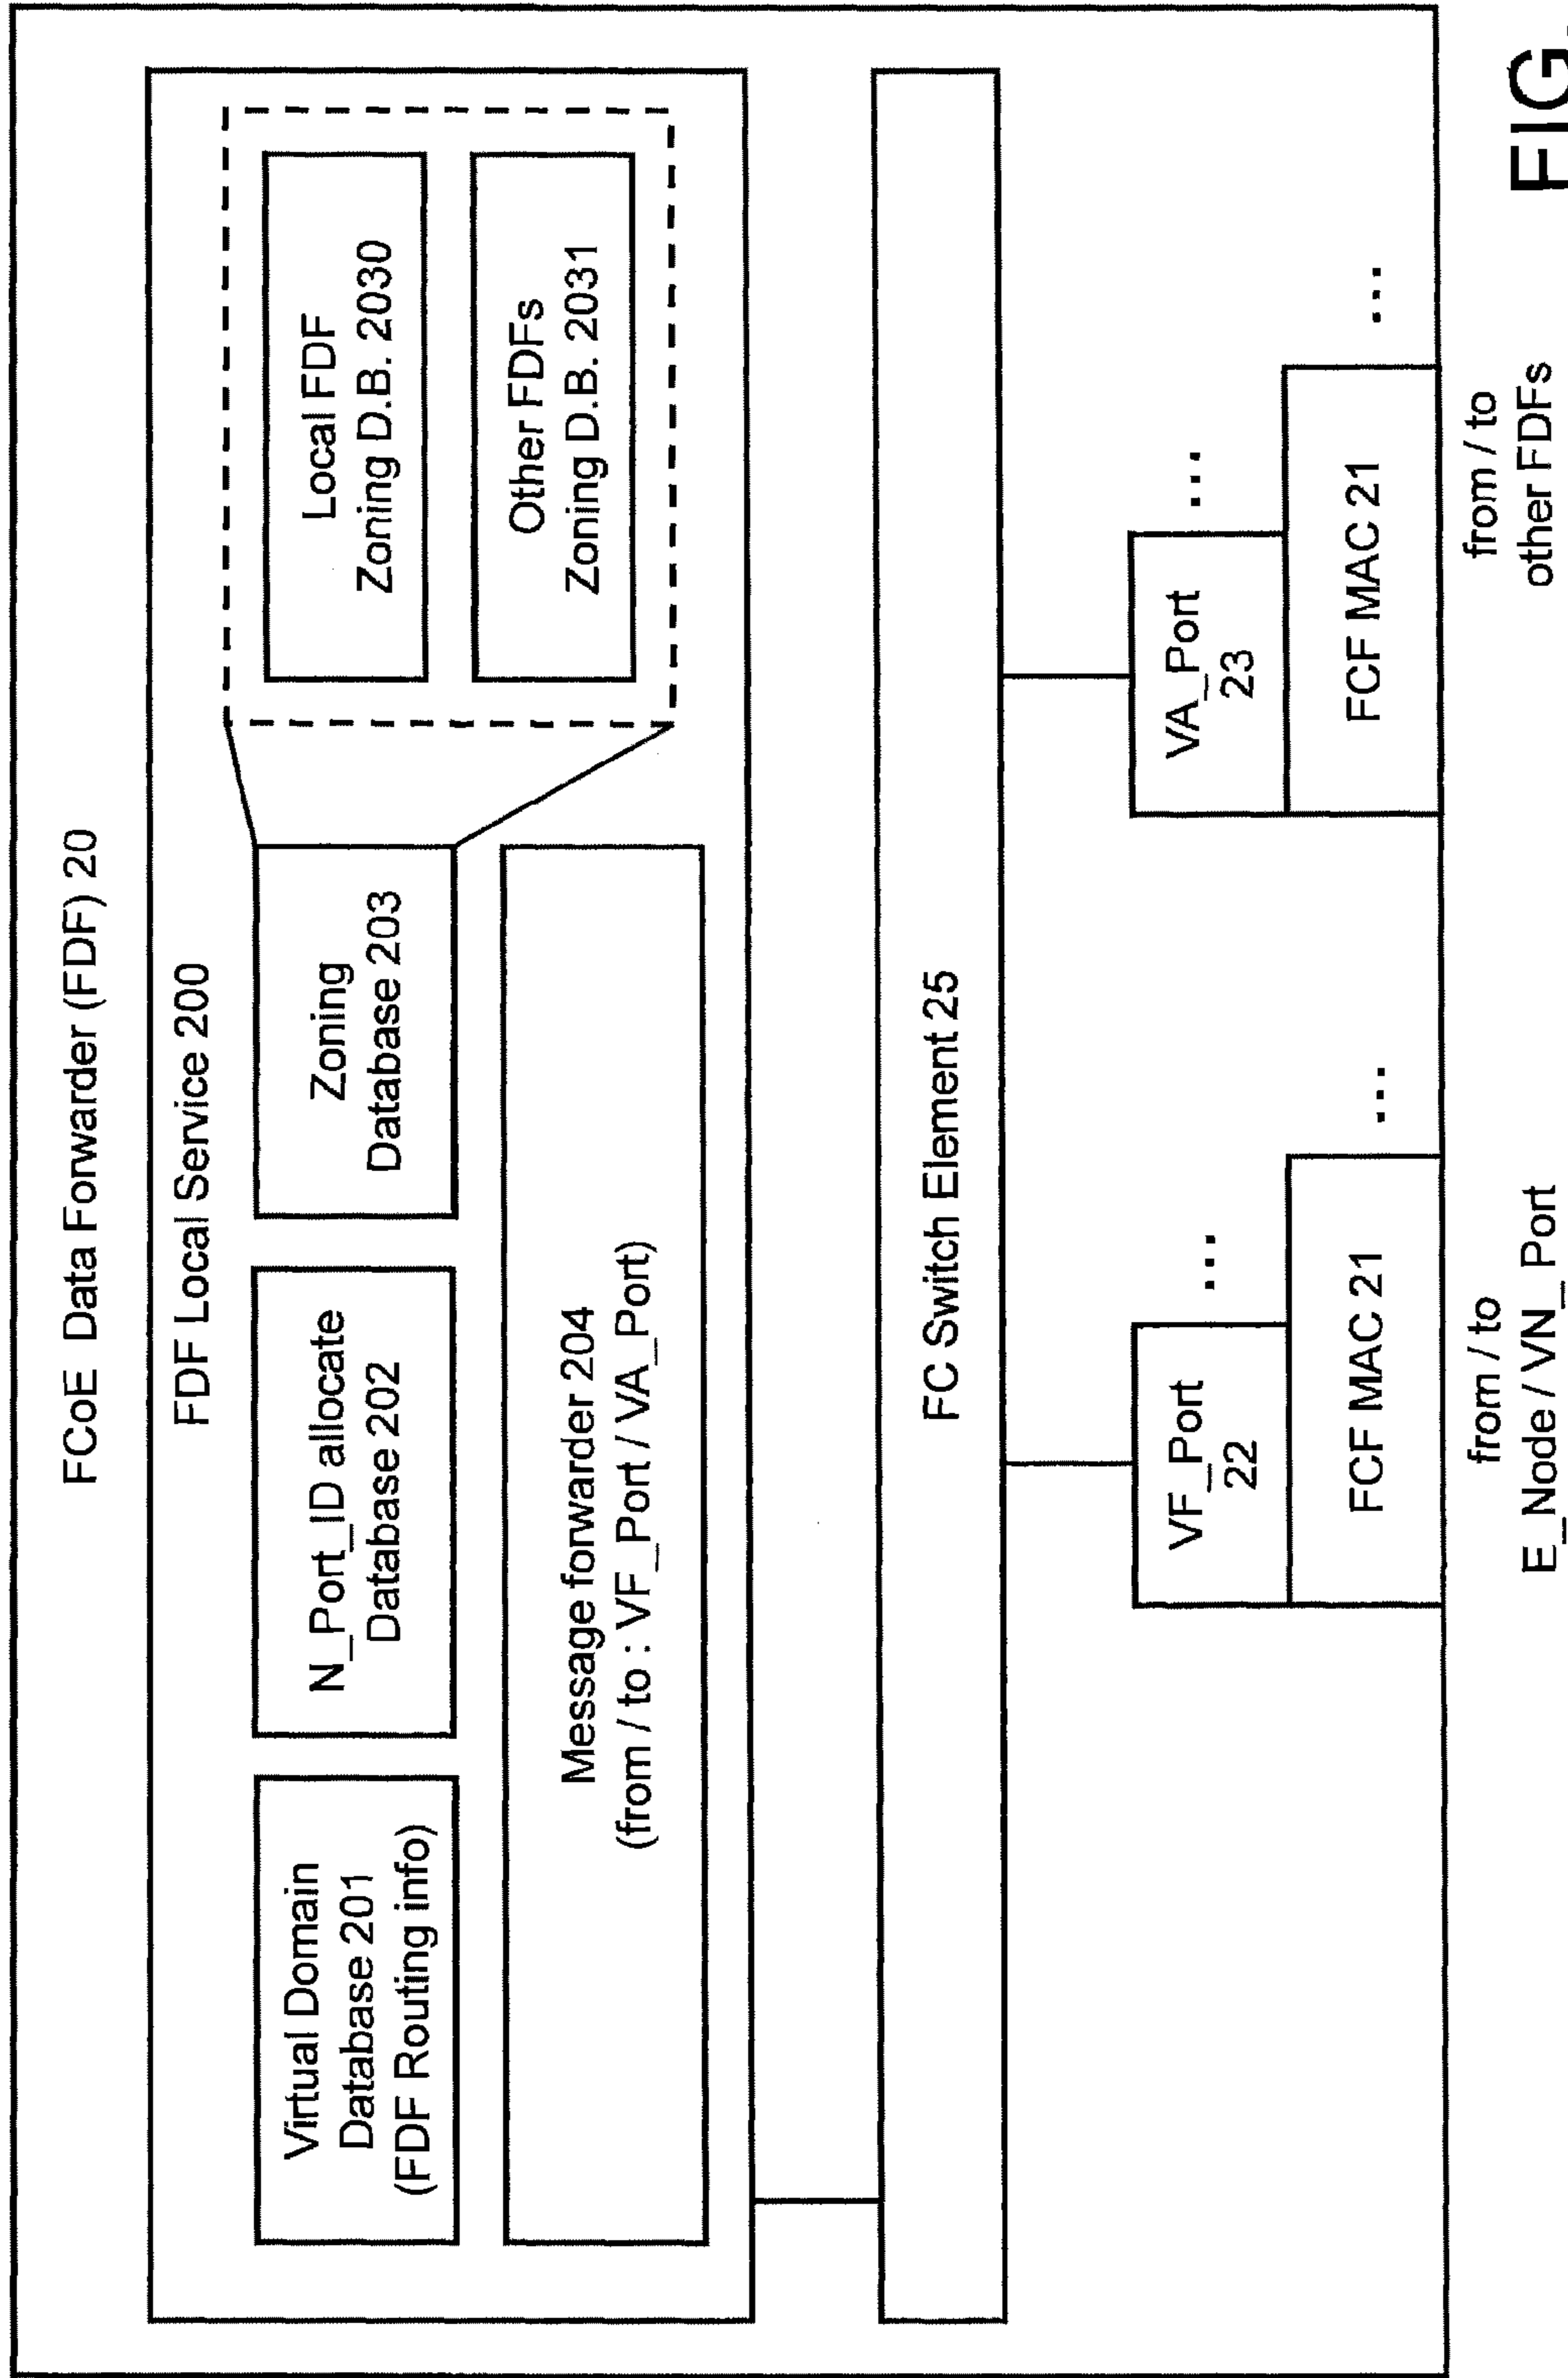 FCoE Data Forwarder (FDF) 20
FDF Local Service 200
Virtual Domain
Database 201
(FDF Routing info)
N_Port_ID allocate
Database 202
Zoning
Database 203
Local FDF
Zoning D.B. 2030
Other FDFs
Zoning D.B. 2031
Message forwarder 204
(from / to : VF_Port / VA_Port)
FC Switch Element 25
VF_Port
22
...
FCF MAC 21
...
VA_Port
23
...
FCF MAC 21
...
from / to
E_Node / VN_Port
from / to
other FDFs
FIG.